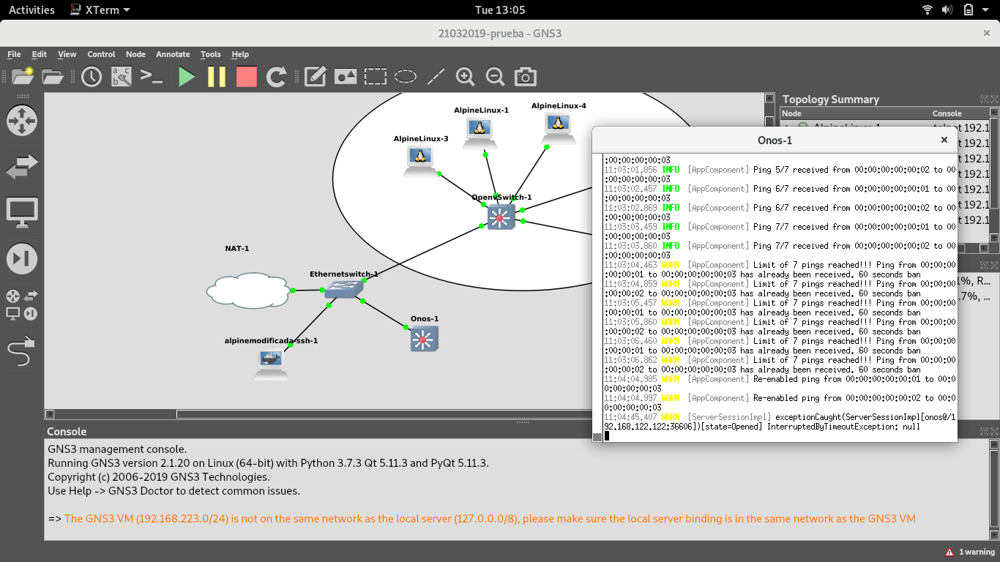 Activities XTerm Tue 13:05
21032019-prueba - GNS3
File Edit View Control Node Annotate Tools Help
Topology Summary
Node Console
AlpineLinux-1 telnet 192.1
192.1
192.1
192.1
192.1
192.1
192.1
1%, R...
.7%, ...
AlpineLinux-1
AlpineLinux-4
AlpineLinux-3
OpenvSwitch-1
NAT-1
Ethernetswitch-1
Onos-1
alpinemodificada-ssh-1
Onos-1
:00:00:00:00:03
11:03:01.856 INFO [AppComponent] Ping 5/7 received from 00:00:00:00:00:02 to 00
:00:00:00:00:03
11:03:02.457 INFO [AppComponent] Ping 6/7 received from 00:00:00:00:00:01 to 00
:00:00:00:00:03
11:03:02.869 INFO [AppComponent] Ping 6/7 received from 00:00:00:00:00:02 to 00
:00:00:00:00:03
11:03:03.459 INFO [AppComponent] Ping 7/7 received from 00:00:00:00:00:01 to 00
:00:00:00:00:03
11:03:03.860 INFO [AppComponent] Ping 7/7 received from 00:00:00:00:00:02 to 00
:00:00:00:00:03
11:03:04.463 WARN [AppComponent] Limit of 7 pings reached!!! Ping from 00:00:00
:00:00:01 to 00:00:00:00:00:03 has already been received. 60 seconds ban
11:03:04.859 WARN [AppComponent] Limit of 7 pings reached!!! Ping from 00:00:00
:00:00:02 to 00:00:00:00:00:03 has already been received. 60 seconds ban
11:03:05.457 WARN [AppComponent] Limit of 7 pings reached!!! Ping from 00:00:00
:00:00:01 to 00:00:00:00:00:03 has already been received. 60 seconds ban
11:03:05.860 WARN [AppComponent] Limit of 7 pings reached!!! Ping from 00:00:00
:00:00:02 to 00:00:00:00:00:03 has already been received. 60 seconds ban
11:03:06.460 WARN [AppComponent] Limit of 7 pings reached!!! Ping from 00:00:00
:00:00:01 to 00:00:00:00:00:03 has already been received. 60 seconds ban
11:03:06.862 WARN [AppComponent] Limit of 7 pings reached!!! Ping from 00:00:00
:00:00:02 to 00:00:00:00:00:03 has already been received. 60 seconds ban
11:04:04.985 WARN [AppComponent] Re-enabled ping from 00:00:00:00:00:01 to 00:0
0:00:00:00:03
11:04:04.997 WARN [AppComponent] Re-enabled ping from 00:00:00:00:00:02 to 00:0
0:00:00:00:03
11:04:45.407 WARN [ServerSessionImpl] exceptionCaught(ServerSessionImpl[onos@/1
92.168.122.122:36606])[state=Opened] InterruptedByTimeoutException: null
Console
GNS3 management console.
Running GNS3 version 2.1.20 on Linux (64-bit) with Python 3.7.3 Qt 5.11.3 and PyQt 5.11.3.
Copyright (c) 2006-2019 GNS3 Technologies.
Use Help -> GNS3 Doctor to detect common issues.
=> The GNS3 VM (192.168.223.0/24) is not on the same network as the local server (127.0.0.0/8), please make sure the local server binding is in the same network as the GNS3 VM
1 warning